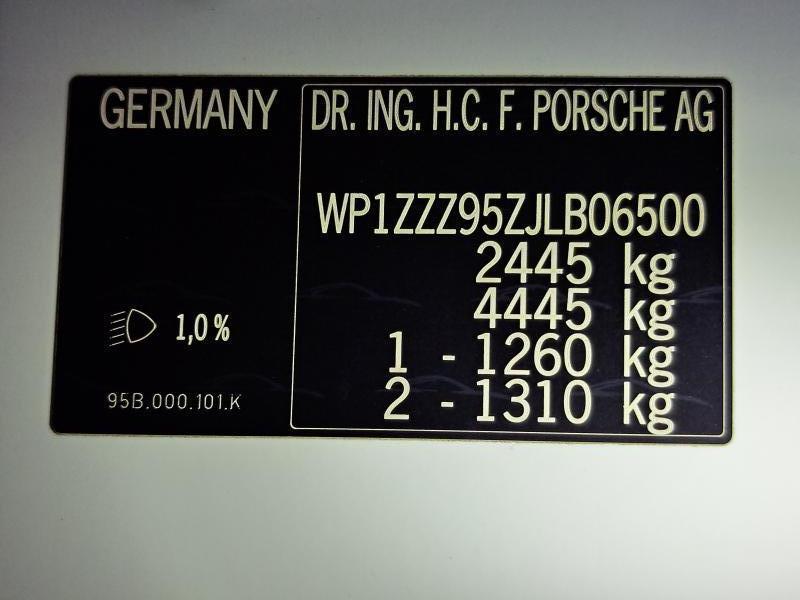 GERMANY
DR. ING. H.C. F. PORSCHE AG
WP1ZZZ95ZJLB06500
2445 kg
4445 kg
1 - 1260 kg
2 - 1310 kg
1,0 %
95B.000.101.K